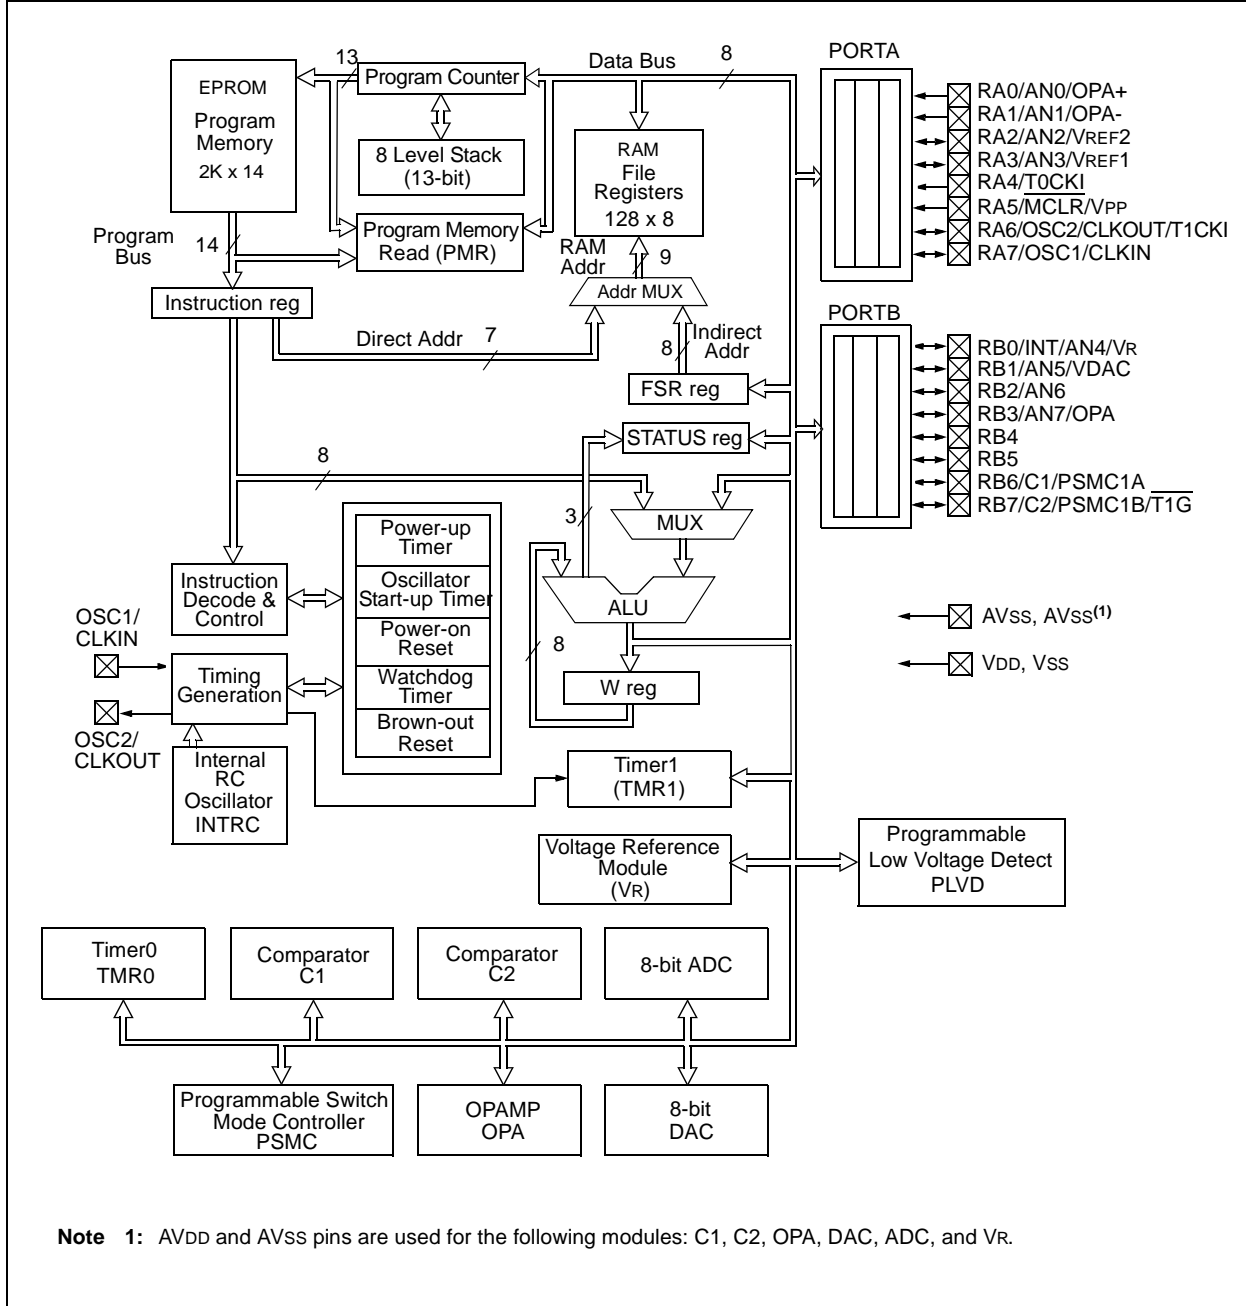 EPROM
Program
Memory
2K x 14
13
Program Counter
8 Level Stack
(13-bit)
Program Memory
Read (PMR)
Data Bus
8
RAM
File
Registers
128 x 8
RAM
Addr
9
Addr MUX
Program
Bus
14
Instruction reg
Direct Addr
7
8
Indirect
Addr
FSR reg
STATUS reg
8
3
MUX
ALU
8
W reg
Power-up
Timer
Oscillator
Start-up Timer
Power-on
Reset
Watchdog
Timer
Brown-out
Reset
Instruction
Decode &
Control
OSC1/
CLKIN
Timing
Generation
OSC2/
CLKOUT
Internal
RC
Oscillator
INTRC
Timer1
(TMR1)
Voltage Reference
Module
(VR)
Programmable
Low Voltage Detect
PLVD
PORTA
RA0/AN0/OPA+
RA1/AN1/OPA-
RA2/AN2/VREF2
RA3/AN3/VREF1
RA4/T0CKI
RA5/MCLR/VPP
RA6/OSC2/CLKOUT/T1CKI
RA7/OSC1/CLKIN
PORTB
RB0/INT/AN4/VR
RB1/AN5/VDAC
RB2/AN6
RB3/AN7/OPA
RB4
RB5
RB6/C1/PSMC1A
RB7/C2/PSMC1B/T1G
AVSS, AVSS(1)
VDD, VSS
Timer0
TMR0
Comparator
C1
Comparator
C2
8-bit ADC
Programmable Switch
Mode Controller
PSMC
OPAMP
OPA
8-bit
DAC
Note 1: AVDD and AVSS pins are used for the following modules: C1, C2, OPA, DAC, ADC, and VR.